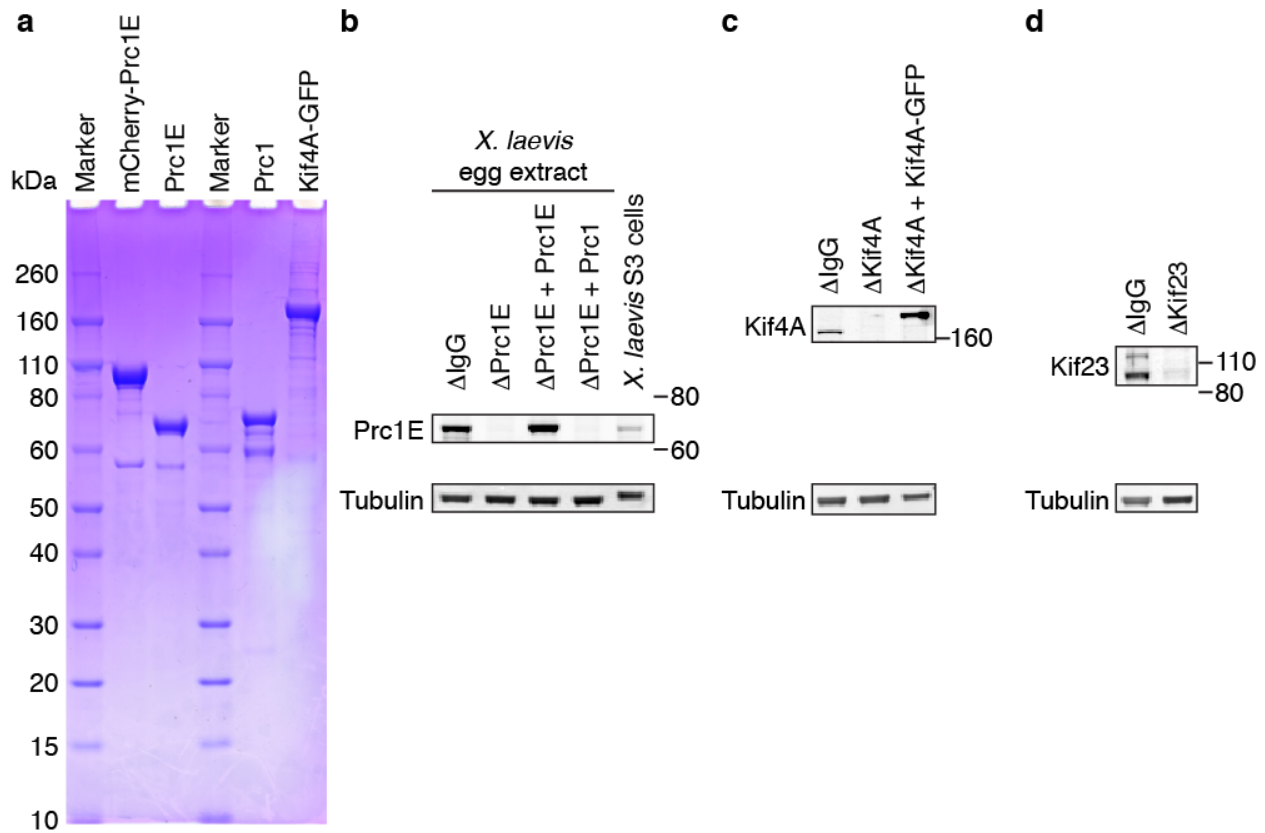 a
kDa
Marker
mCherry-Prc1E
Prc1E
Marker
Prc1
Kif4A-GFP
260
160
110
80
60
50
40
30
20
15
10
b
X. laevis
egg extract
ΔIgG
ΔPrc1E
ΔPrc1E + Prc1E
ΔPrc1E + Prc1
X. laevis S3 cells
80
Prc1E
60
Tubulin
c
ΔIgG
ΔKif4A
ΔKif4A + Kif4A-GFP
Kif4A
160
Tubulin
d
ΔIgG
ΔKif23
Kif23
110
80
Tubulin